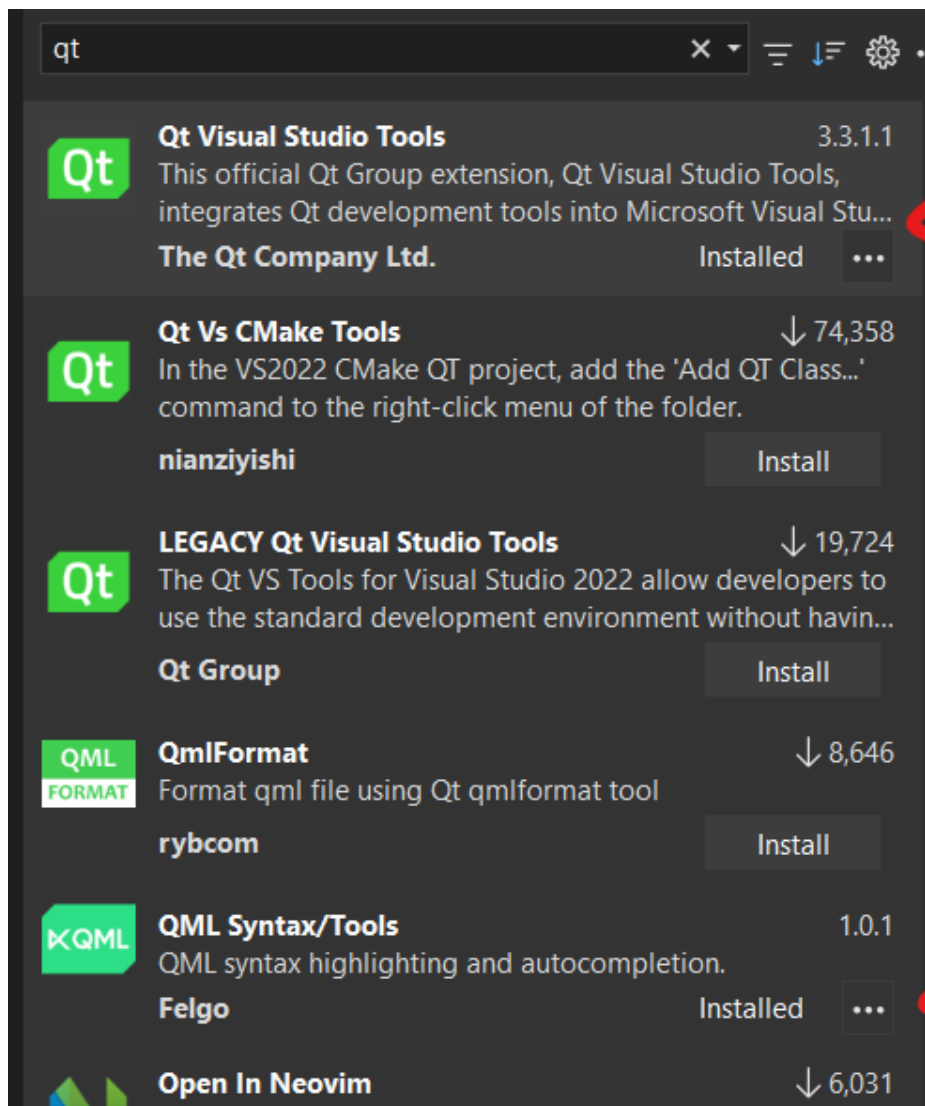 qt
Qt Visual Studio Tools 3.3.1.1
Qt
This official Qt Group extension, Qt Visual Studio Tools,
integrates Qt development tools into Microsoft Visual Stu...
The Qt Company Ltd. Installed ...
Qt Vs CMake Tools 74,358
Qt
In the VS2022 CMake QT project, add the 'Add QT Class...'
command to the right-click menu of the folder.
nianziyishi Install
LEGACY Qt Visual Studio Tools 19,724
Qt
The Qt VS Tools for Visual Studio 2022 allow developers to
use the standard development environment without havin...
Qt Group Install
QML
FORMAT
QmlFormat 8,646
Format qml file using Qt qmlformat tool
rybcom Install
QML
QML Syntax/Tools 1.0.1
QML syntax highlighting and autocompletion.
Felgo Installed ...
Open In Neovim 6,031